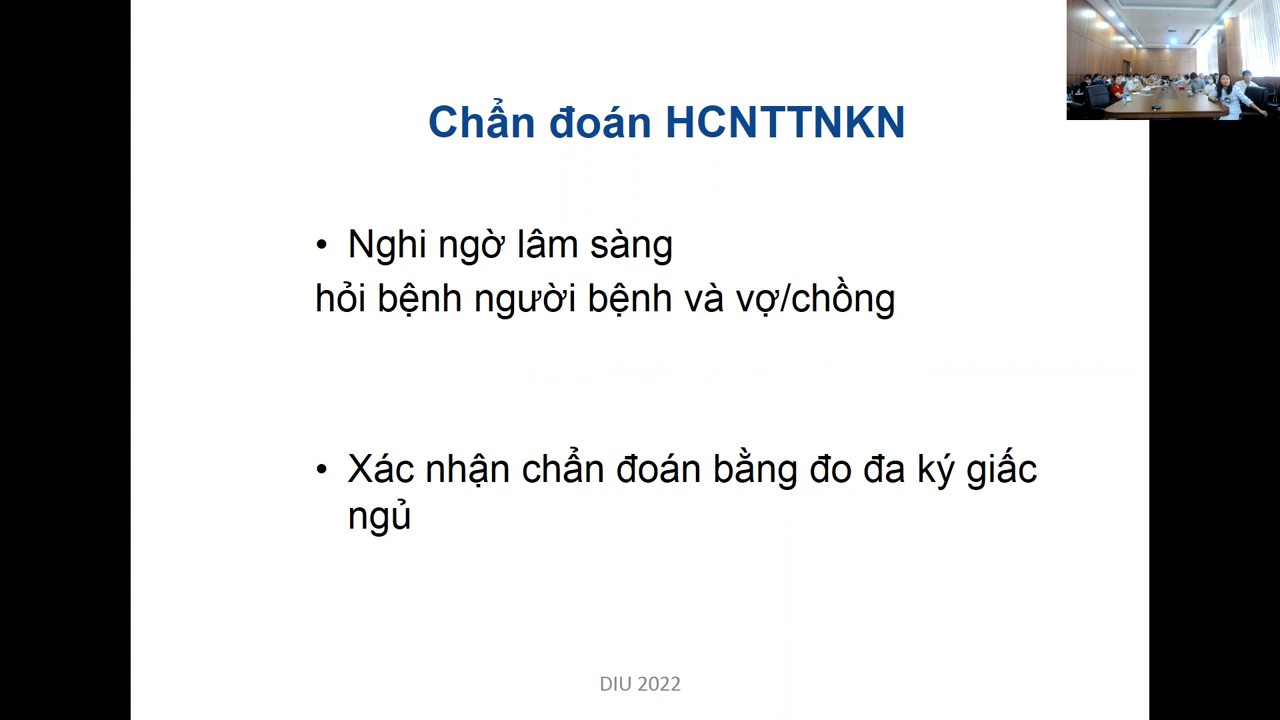 Chẩn đoán HCNTTNKN
• Nghi ngờ lâm sàng
hỏi bệnh người bệnh và vợ/chồng
• Xác nhận chẩn đoán bằng đo đa ký giấc
ngủ
DIU 2022